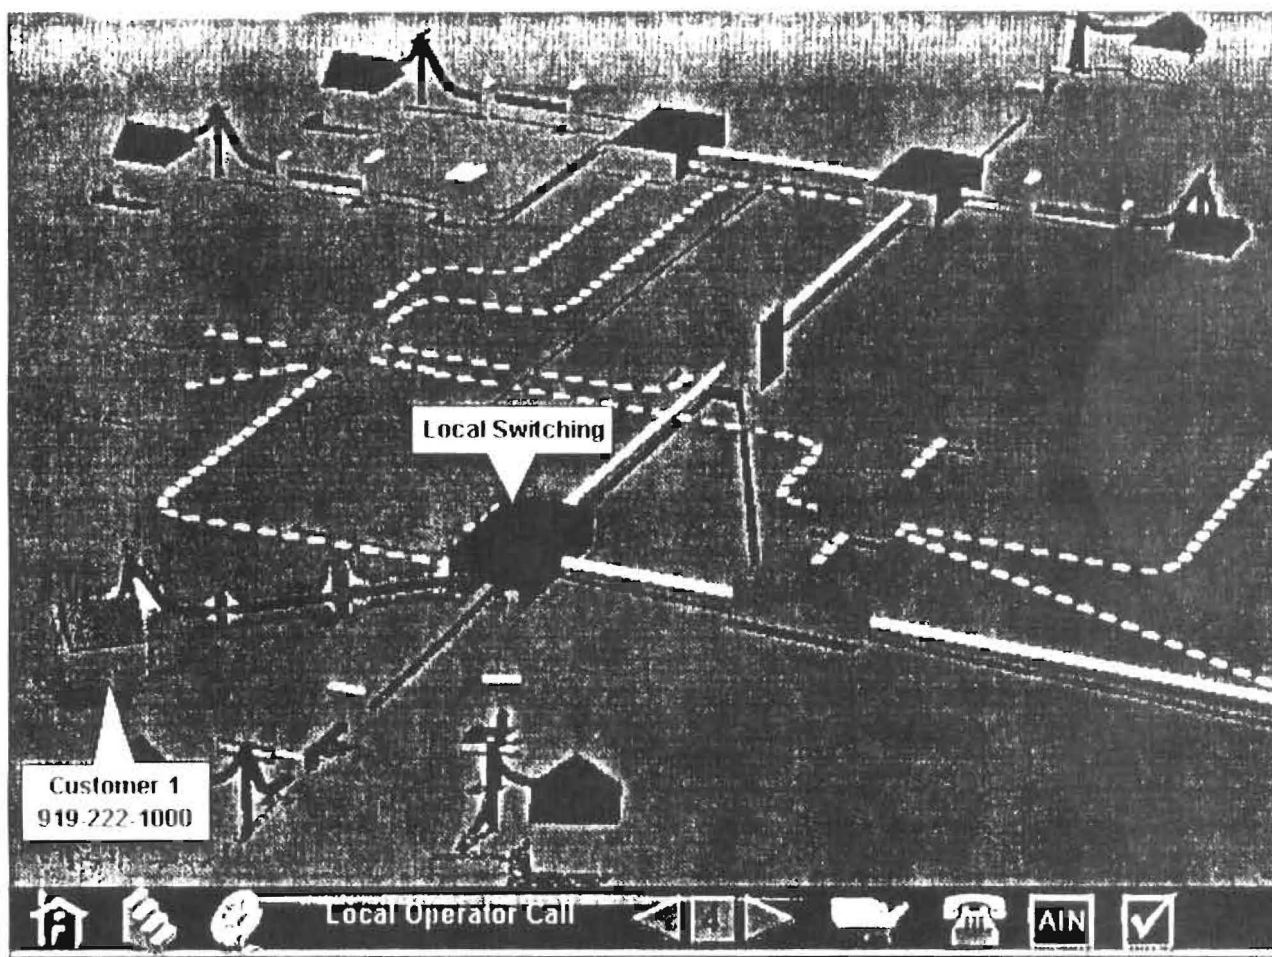 Local Switching
Customer 1
919-222-1000
Local Operator Call
AIN